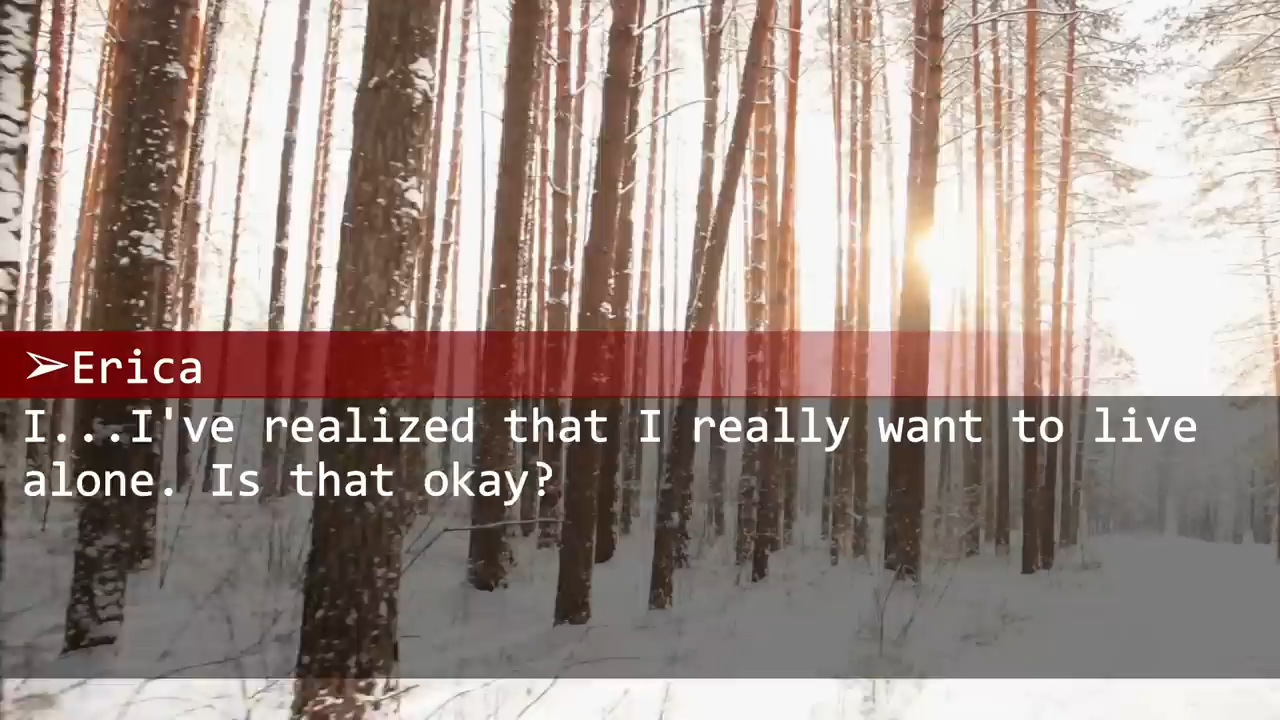 ➢Erica
I...I've realized that I really want to live
alone. Is that okay?